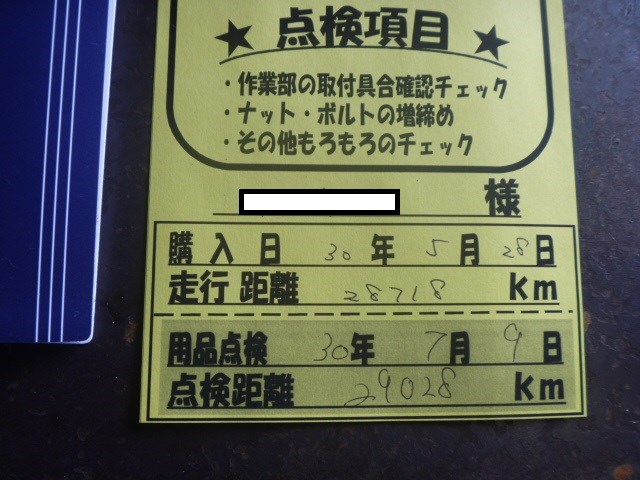 ★ 点検項目 ★
・作業部の取付具合確認チェック
・ナット・ボルトの増締め
・その他もろもろのチェック
様
購入日 30年 5月 28日
走行距離 28718 km
用品点検 30年 7月 9日
点検距離 29028 km